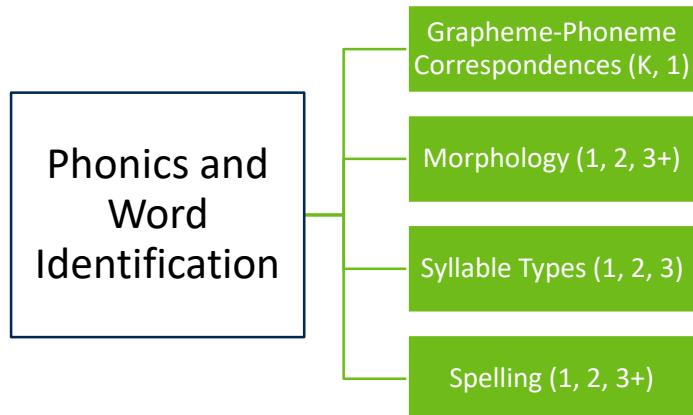 Phonics and
Word
Identification
Grapheme-Phoneme
Correspondences (K, 1)
Morphology (1, 2, 3+)
Syllable Types (1, 2, 3)
Spelling (1, 2, 3+)